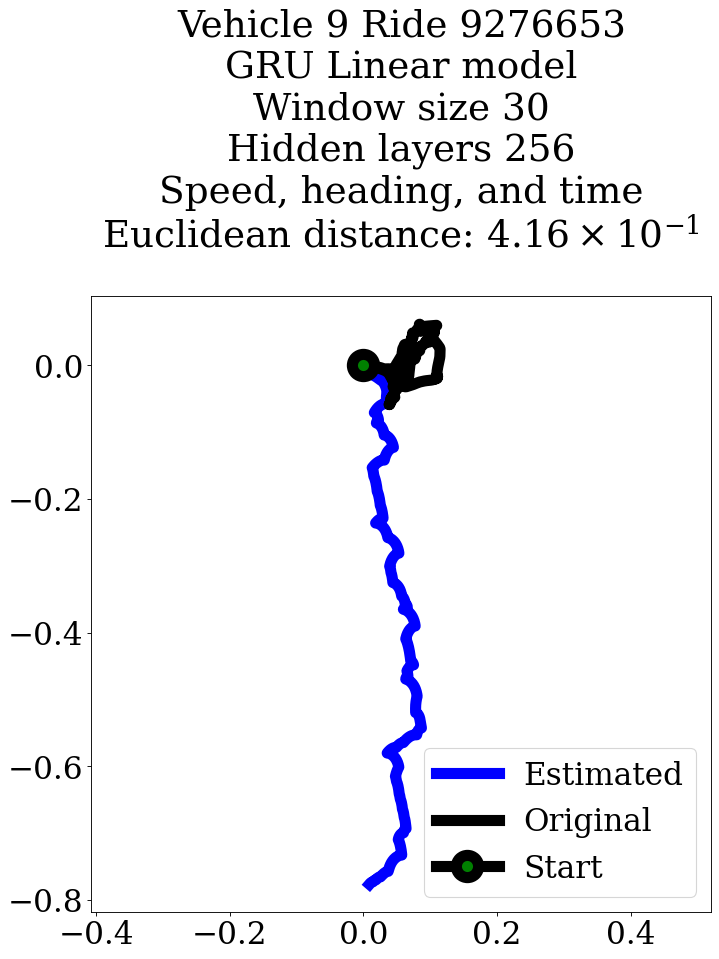 Vehicle 9 Ride 9276653
GRU Linear model
Window size 30
Hidden layers 256
Speed, heading, and time
Euclidean distance: 4.16 × 10⁻¹
0.0
−0.2
−0.4
−0.6
−0.8
−0.4
−0.2
0.0
0.2
0.4
Estimated
Original
Start